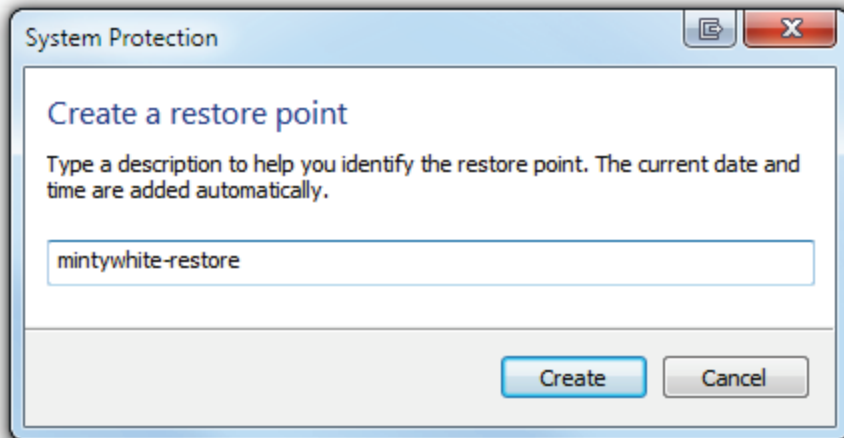 System Protection
Create a restore point
Type a description to help you identify the restore point. The current date and
time are added automatically.
mintywhite-restore
Create Cancel